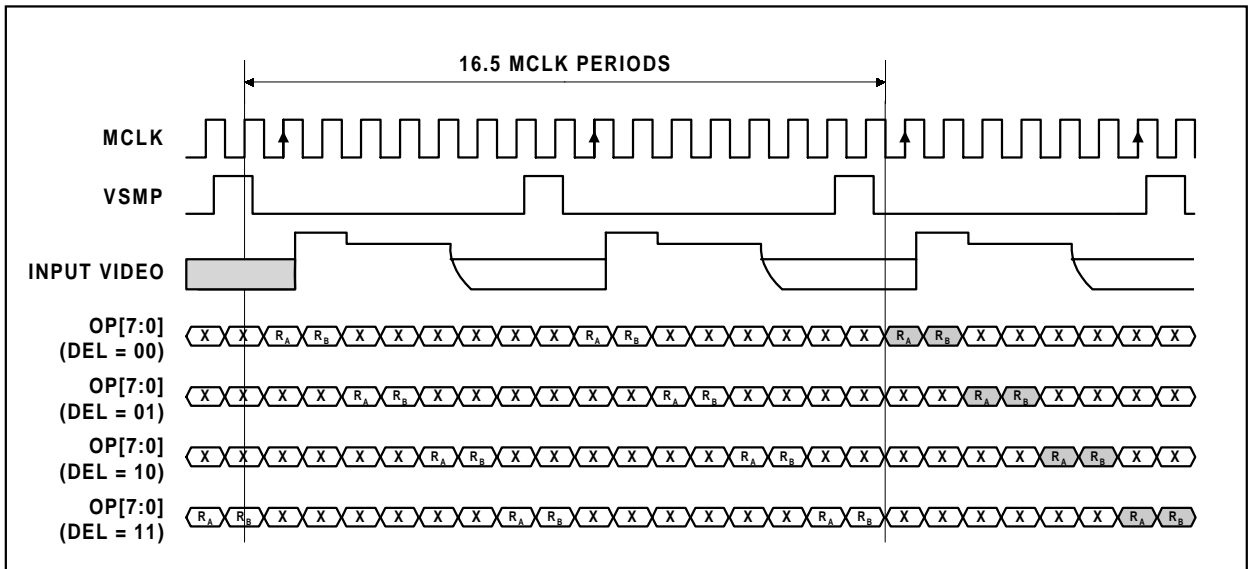 16.5 MCLK PERIODS
MCLK
VSMP
INPUT VIDEO
OP[7:0]
(DEL = 00)
X X RA RB X X X X X X RA RB X X X X X X RA RB X X X X X X
OP[7:0]
(DEL = 01)
X X X X RA RB X X X X X X RA RB X X X X X X RA RB X X X X
OP[7:0]
(DEL = 10)
X X X X X X RA RB X X X X X X RA RB X X X X X X RA RB X X
OP[7:0]
(DEL = 11)
RA RB X X X X X X RA RB X X X X X X RA RB X X X X X X RA RB